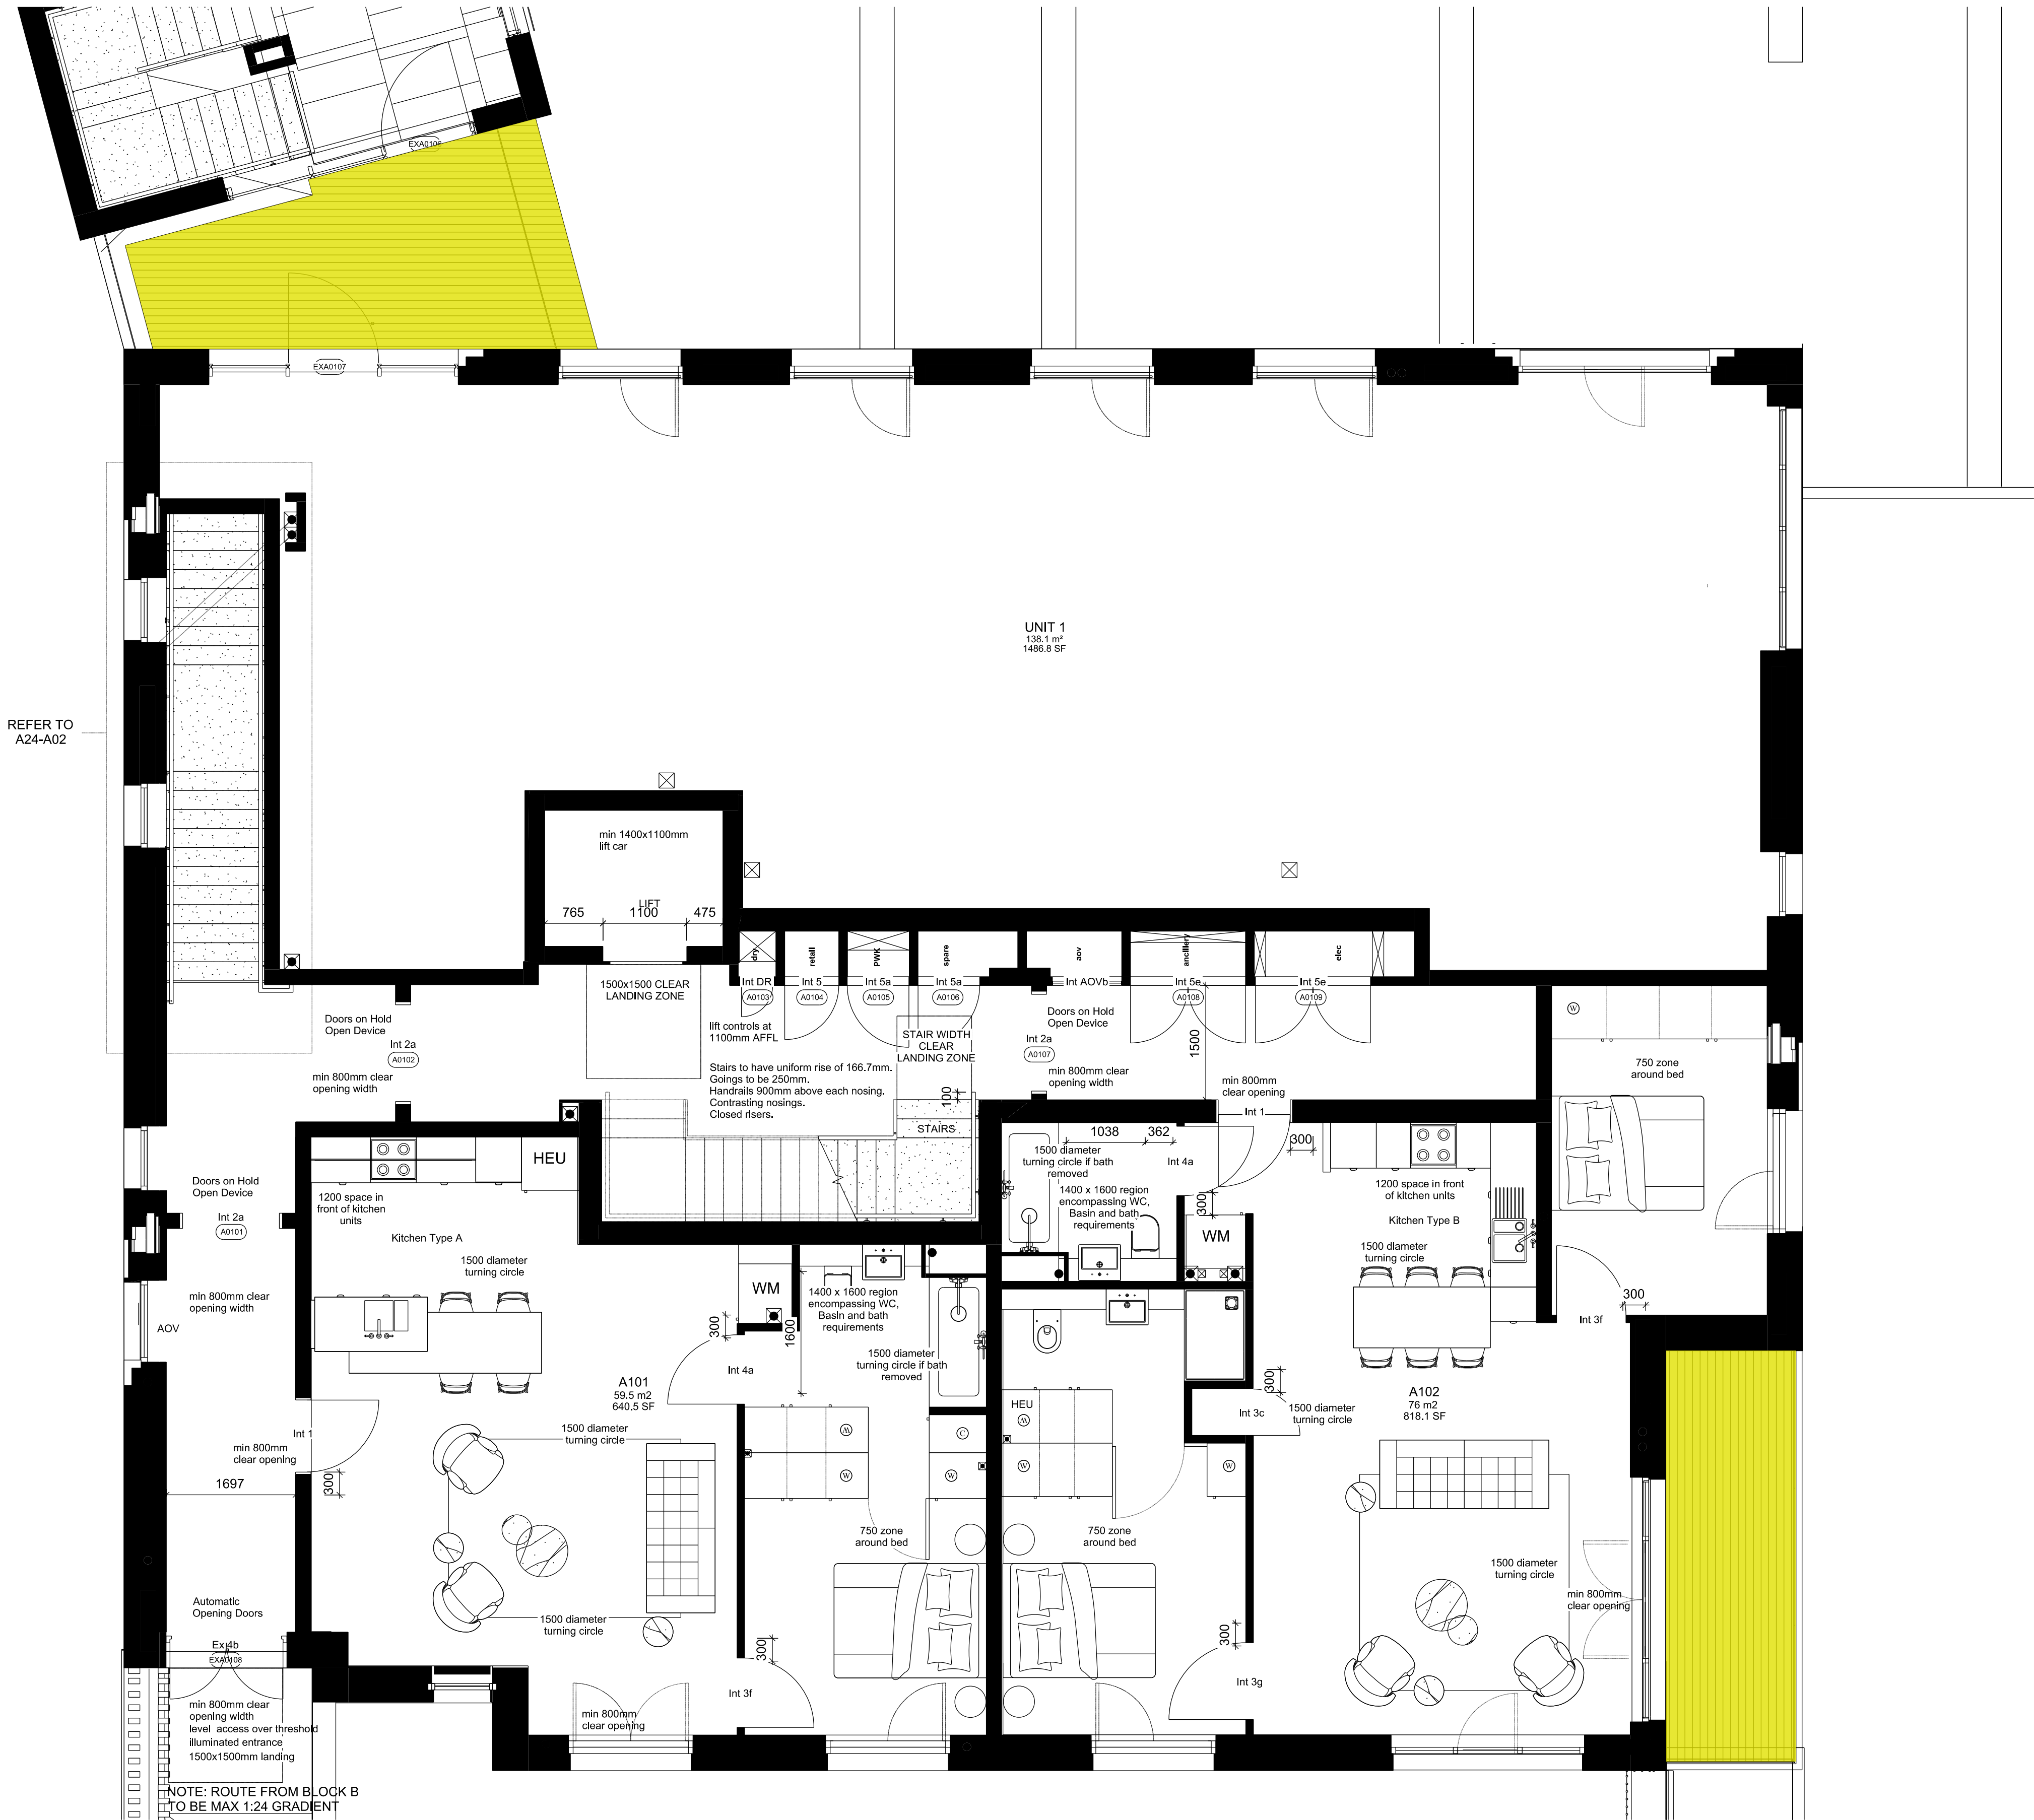 EXA0106
EXA0107
UNIT 1
138.1 m²
1486.8 SF
REFER TO
A24-A02
min 1400x1100mm
lift car
LIFT
765
1100
475
dry
retail
PWK
spare
aov
ancilllery
elec
Int DR
A0103
Int 5
A0104
Int 5a
A0105
Int 5a
A0106
Int AOVb
Int 5e
A0108
Int 5e
A0109
1500x1500 CLEAR
LANDING ZONE
Doors on Hold
Open Device
Int 2a
A0102
min 800mm clear
opening width
lift controls at
1100mm AFFL
STAIR WIDTH
CLEAR
LANDING ZONE
Stairs to have uniform rise of 166.7mm.
Goings to be 250mm.
Handrails 900mm above each nosing.
Contrasting nosings.
Closed risers.
100
STAIRS
Doors on Hold
Open Device
Int 2a
A0107
min 800mm clear
opening width
1500
min 800mm
clear opening
Int 1
W
750 zone
around bed
HEU
1200 space in
front of kitchen
units
Kitchen Type A
1500 diameter
turning circle
Doors on Hold
Open Device
Int 2a
A0101
min 800mm clear
opening width
AOV
1038
362
1500 diameter
turning circle if bath
removed
Int 4a
1400 x 1600 region
encompassing WC,
Basin and bath
requirements
300
300
WM
1200 space in front
of kitchen units
Kitchen Type B
1500 diameter
turning circle
300
Int 3f
WM
300
1600
1400 x 1600 region
encompassing WC,
Basin and bath
requirements
1500 diameter
turning circle if bath
removed
Int 4a
A101
59.5 m2
640.5 SF
1500 diameter
turning circle
Int 1
min 800mm
clear opening
1697
300
W
W
C
W
750 zone
around bed
HEU
W
W
W
750 zone
around bed
300
Int 3c
1500 diameter
turning circle
A102
76 m2
818.1 SF
1500 diameter
turning circle
min 800mm
clear opening
Automatic
Opening Doors
Ex 4b
EXA0108
1500 diameter
turning circle
300
Int 3f
min 800mm
clear opening
300
Int 3g
min 800mm clear
opening width
level access over threshold
illuminated entrance
1500x1500mm landing
NOTE: ROUTE FROM BLOCK B
TO BE MAX 1:24 GRADIENT